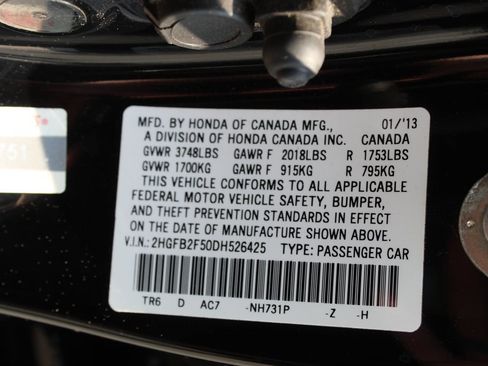 MFD. BY HONDA OF CANADA MFG., 01/'13
A DIVISION OF HONDA CANADA INC. CANADA
GVWR 3748LBS GAWR F 2018LBS R 1753LBS
GVWR 1700KG GAWR F 915KG R 795KG
THIS VEHICLE CONFORMS TO ALL APPLICABLE
FEDERAL MOTOR VEHICLE SAFETY, BUMPER,
AND THEFT PREVENTION STANDARDS IN EFFECT
ON THE DATE OF MANUFACTURE SHOWN ABOVE.
V.I.N.: 2HGFB2F50DH526425 TYPE: PASSENGER CAR
TR6 D AC7 -NH731P -Z -H
751